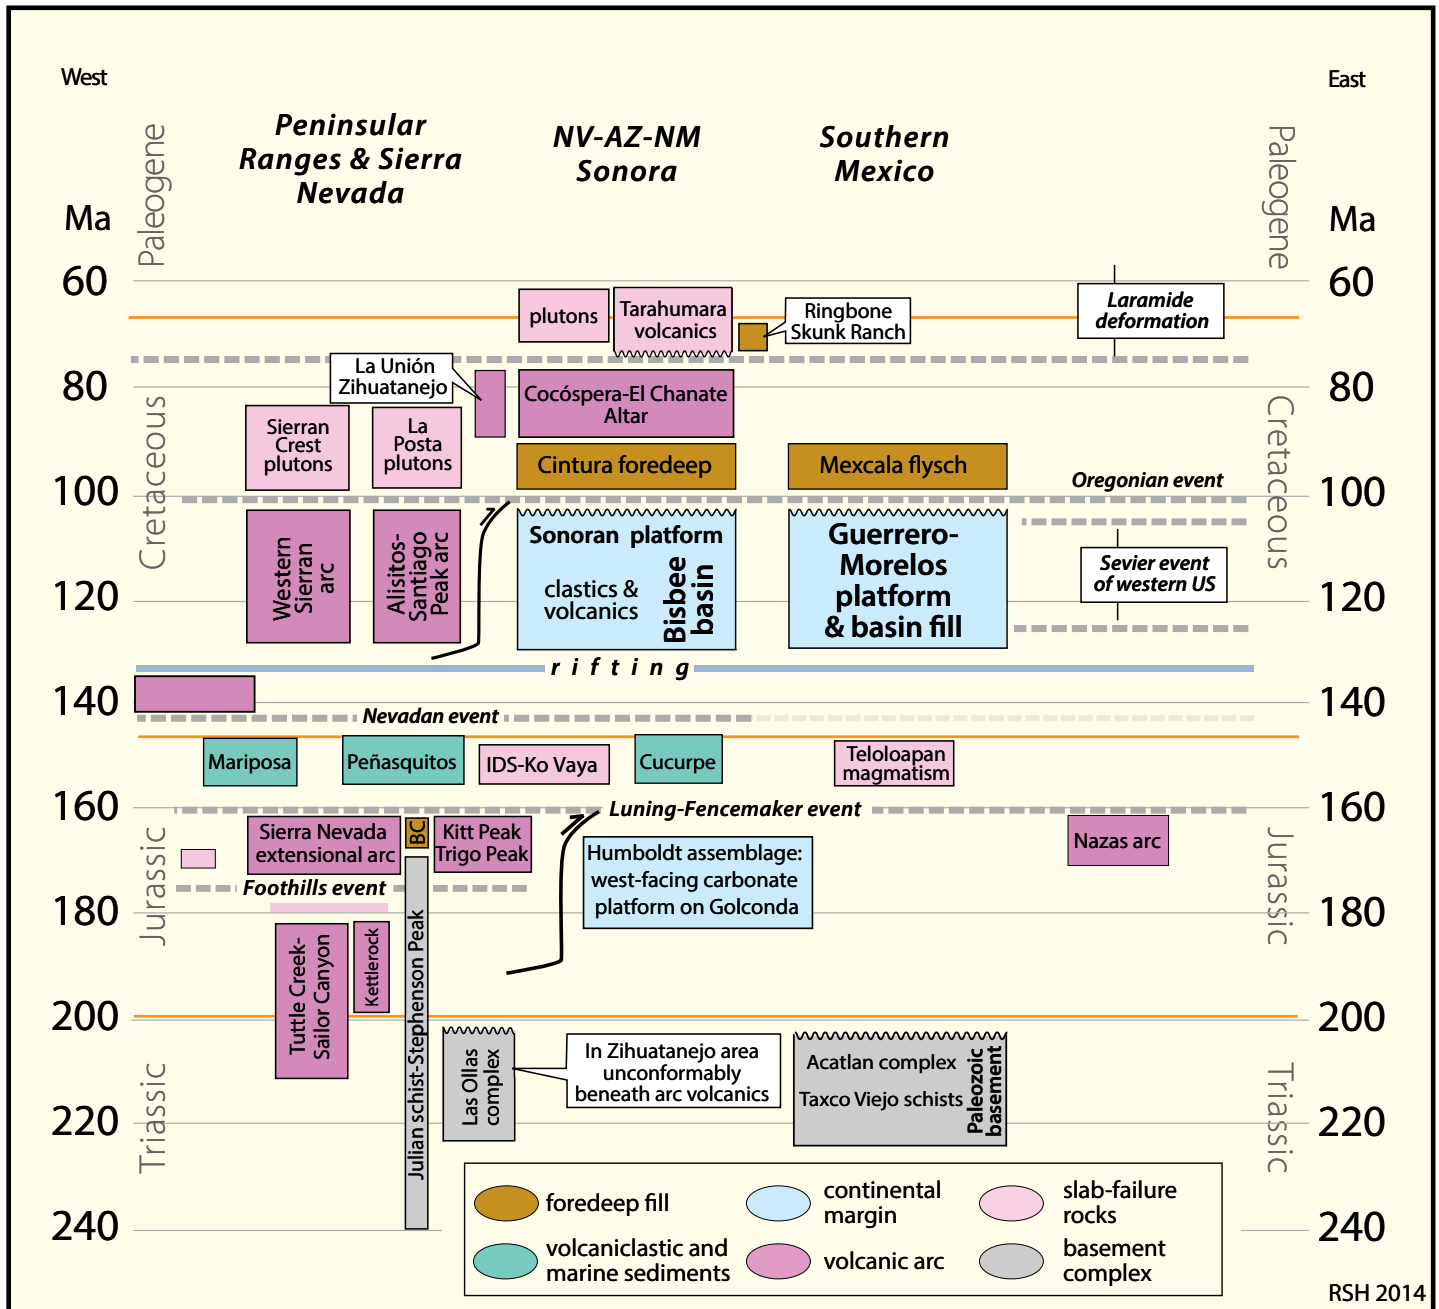 West
East
Peninsular
Ranges & Sierra
Nevada
NV-AZ-NM
Sonora
Southern
Mexico
Paleogene
Paleogene
Ma
Ma
60
60
plutons
Tarahumara
volcanics
Ringbone
Skunk Ranch
Laramide
deformation
La Unión
Zihuatanejo
80
80
Cocóspera-El Chanate
Altar
Cretaceous
Cretaceous
Sierran
Crest
plutons
La
Posta
plutons
Cintura foredeep
Mexcala flysch
Oregonian event
100
100
Western
Sierran
arc
Alisitos-
Santiago
Peak arc
Sonoran platform
clastics &
volcanics
Bisbee
basin
Guerrero-
Morelos
platform
& basin fill
Sevier event
of western US
120
120
rifting
140
140
Nevadan event
Mariposa
Peñasquitos
IDS-Ko Vaya
Cucurpe
Teloloapan
magmatism
160
160
Luning-Fencemaker event
Jurassic
Jurassic
Sierra Nevada
extensional arc
BC
Kitt Peak
Trigo Peak
Nazas arc
Humboldt assemblage:
west-facing carbonate
platform on Golconda
Foothills event
180
180
Tuttle Creek-
Sailor Canyon
Kettlerock
Julian schist-Stephenson Peak
200
200
Las Ollas
complex
In Zihuatanejo area
unconformably
beneath arc volcanics
Acatlan complex
Taxco Viejo schists
Paleozoic
basement
Triassic
Triassic
220
220
foredeep fill
continental
margin
slab-failure
rocks
volcaniclastic and
marine sediments
volcanic arc
basement
complex
240
240
RSH 2014